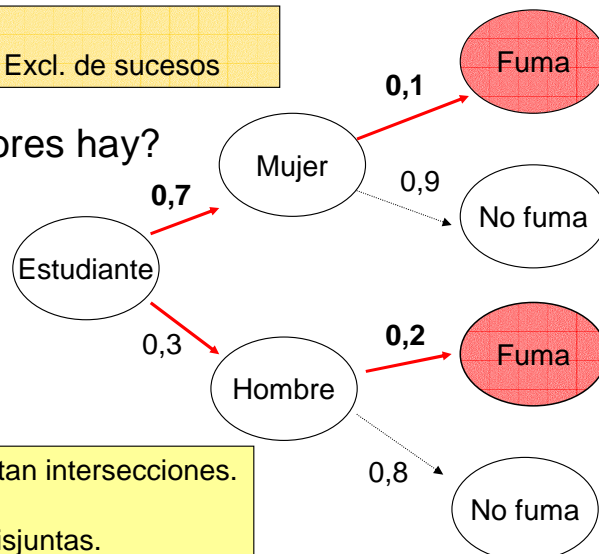 Excl. de sucesos
ores hay?
Fuma
0,1
Mujer
0,9
0,7
No fuma
Estudiante
0,3
0,2
Fuma
Hombre
0,8
No fuma
tan intersecciones.
isjuntas.